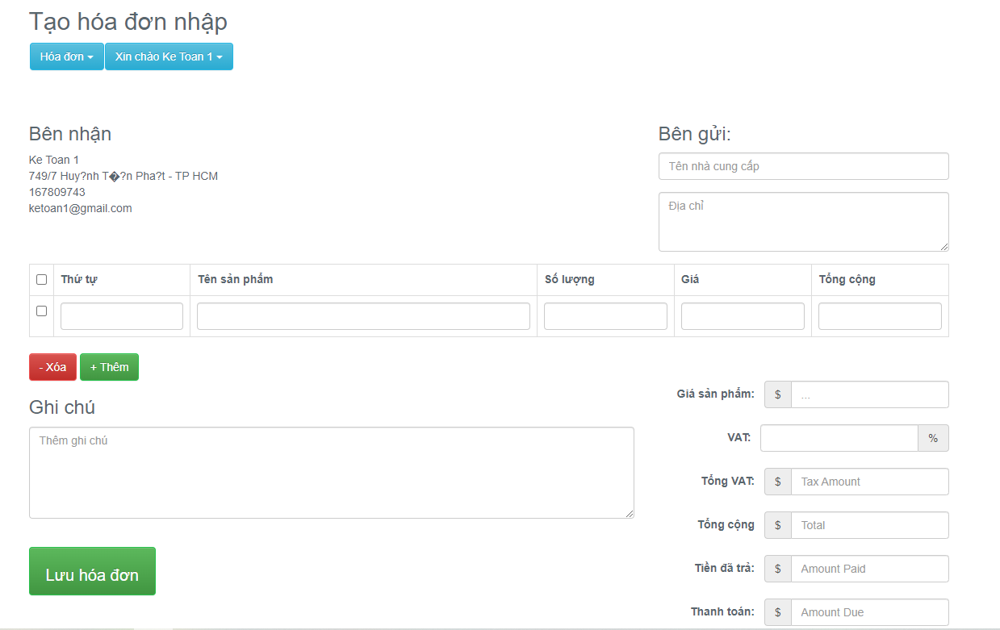 Tạo hóa đơn nhập
Hóa đơn
Xin chào Ke Toan 1
Bên nhận
Ke Toan 1
749/7 Huy?nh T�?n Pha?t - TP HCM
167809743
ketoan1@gmail.com
Bên gửi:
Tên nhà cung cấp
Địa chỉ
Thứ tự Tên sản phẩm Số lượng Giá Tổng cộng
- Xóa
+ Thêm
Ghi chú
Thêm ghi chú
Lưu hóa đơn
Giá sản phẩm: $ ...
VAT: %
Tổng VAT: $ Tax Amount
Tổng cộng $ Total
Tiền đã trả: $ Amount Paid
Thanh toán: $ Amount Due